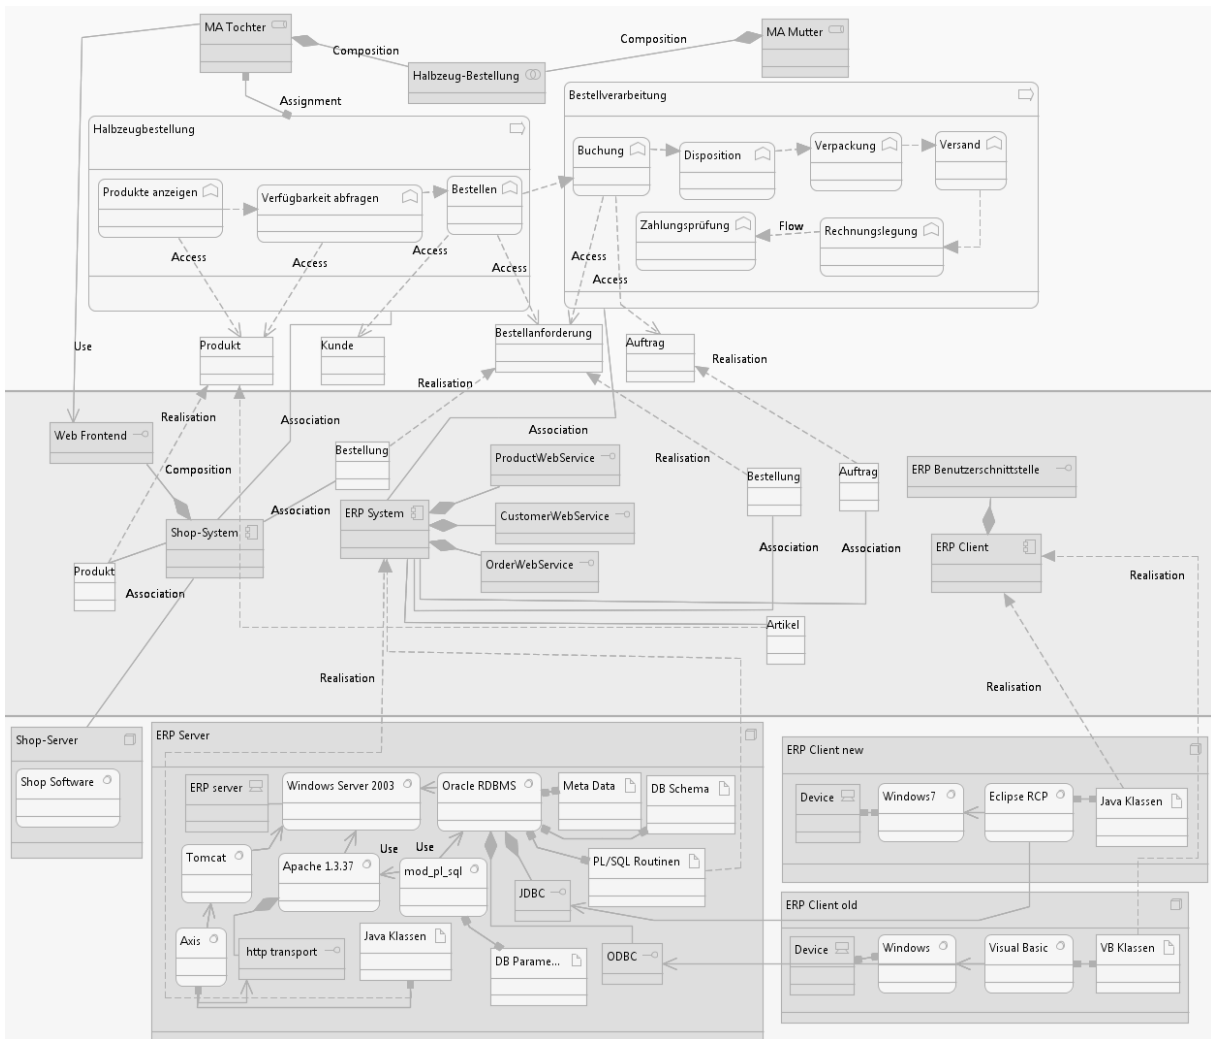 MA Tochter
MA Mutter
Composition
Composition
Halbzeug-Bestellung
Assignment
Bestellverarbeitung
Halbzeugbestellung
Buchung
Disposition
Verpackung
Versand
Produkte anzeigen
Verfügbarkeit abfragen
Bestellen
Zahlungsprüfung
Flow
Rechnungslegung
Access
Access
Access
Access
Access
Access
Use
Produkt
Kunde
Bestellanforderung
Auftrag
Realisation
Realisation
Realisation
Association
Association
Web Frontend
Composition
Bestellung
ProductWebService
Realisation
Bestellung
Auftrag
ERP Benutzerschnittstelle
Association
ERP System
CustomerWebService
Shop-System
Association
Association
ERP Client
OrderWebService
Produkt
Association
Realisation
Artikel
Realisation
Realisation
Shop-Server
ERP Server
ERP Client new
Shop Software
ERP server
Windows Server 2003
Oracle RDBMS
Meta Data
DB Schema
Device
Windows7
Eclipse RCP
Java Klassen
Use
Use
Tomcat
Apache 1.3.37
mod_pl_sql
PL/SQL Routinen
JDBC
ERP Client old
Axis
http transport
Java Klassen
DB Parame...
ODBC
Device
Windows
Visual Basic
VB Klassen